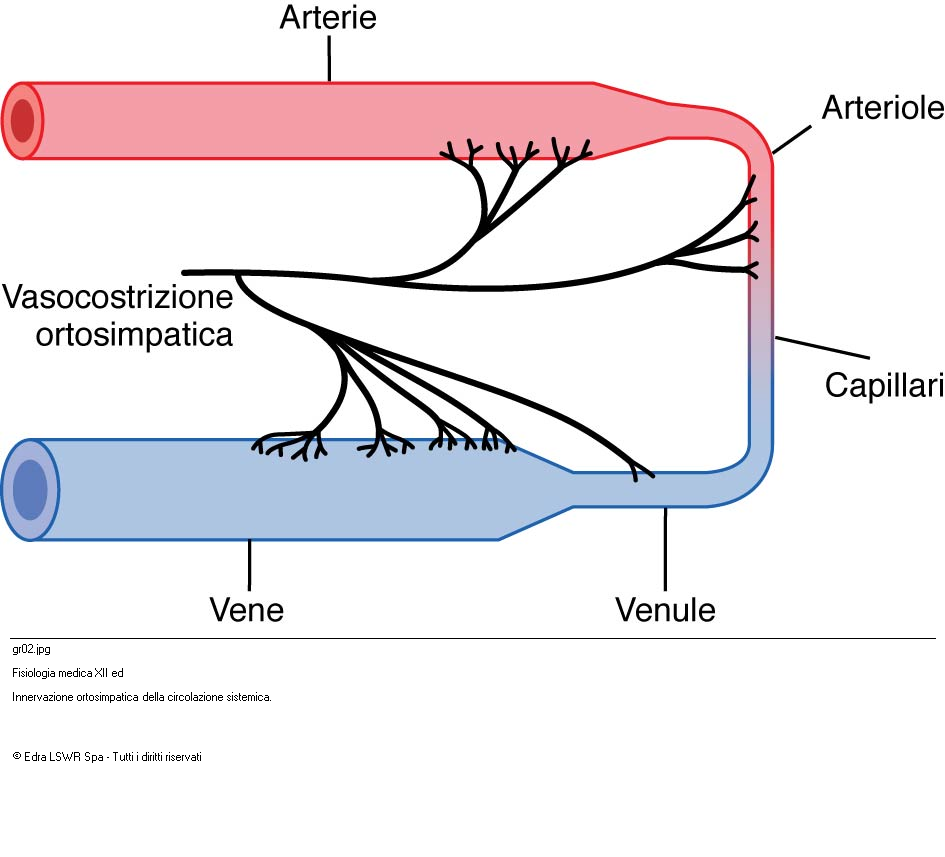 Arterie
Arteriole
Vasocostrizione
ortosimpatica
Capillari
Vene
Venule
gr02.jpg
Fisiologia medica XII ed
Innervazione ortosimpatica della circolazione sistemica.
© Edra LSWR Spa - Tutti i diritti riservati